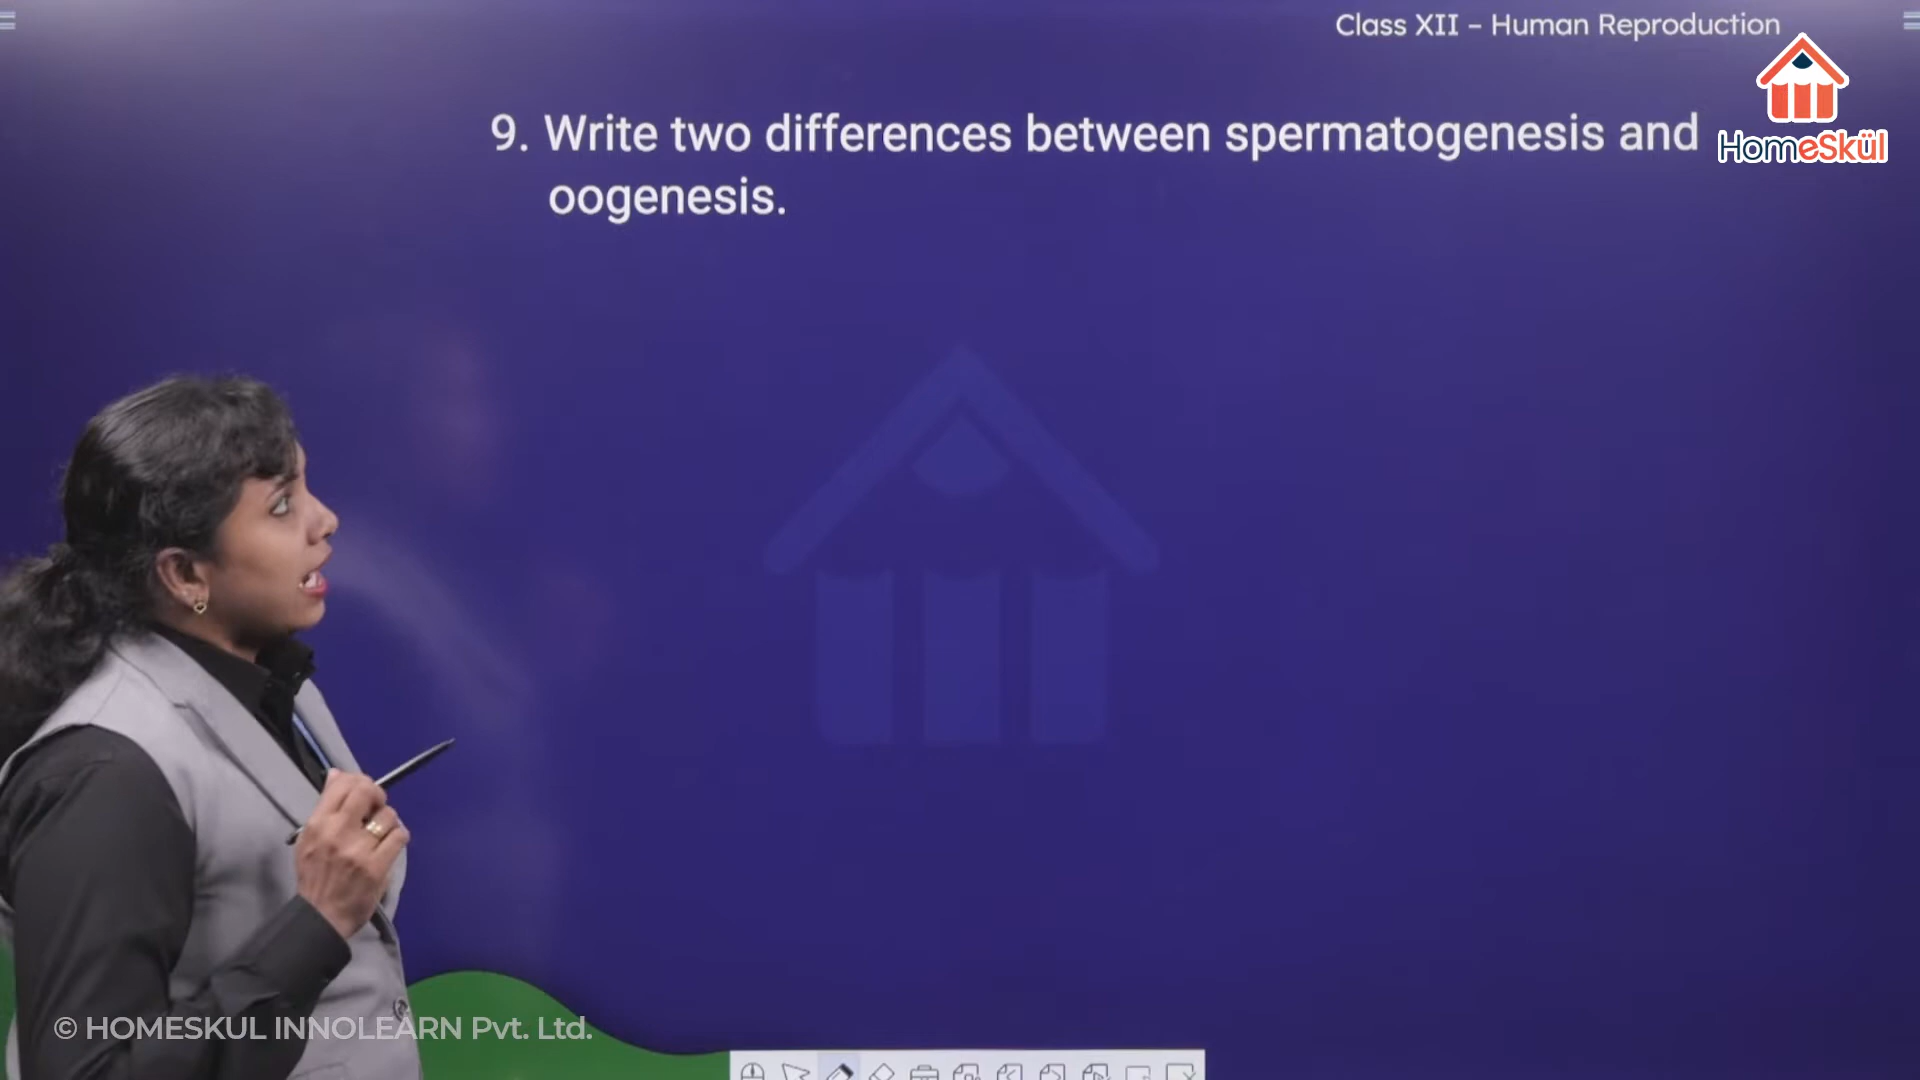 Class XII – Human Reproduction
HomeSkül
9. Write two differences between spermatogenesis and
oogenesis.
© HOMESKUL INNOLEARN Pvt. Ltd.